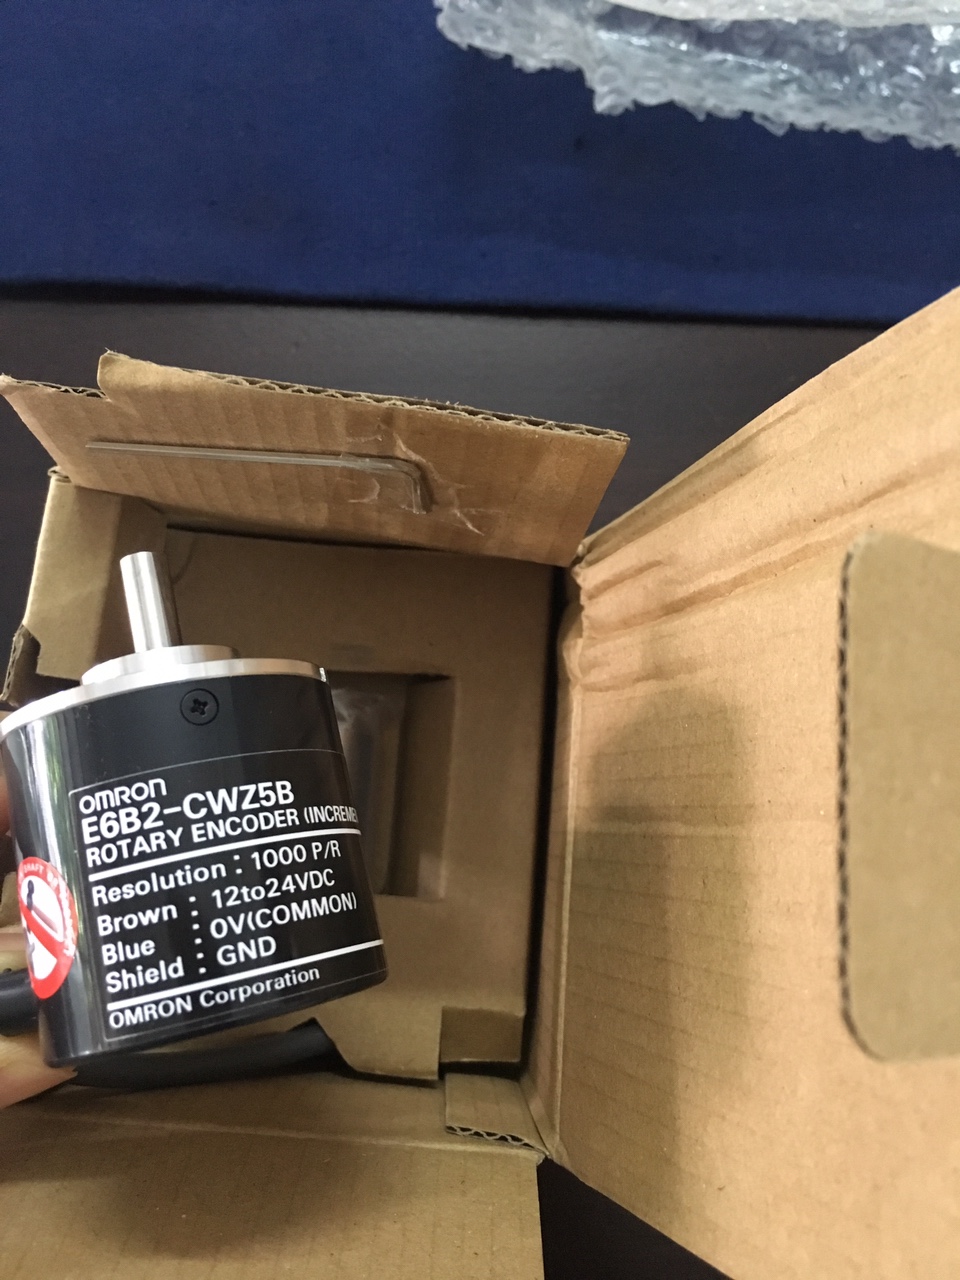 OMRON
E6B2-CWZ5B
ROTARY ENCODER (INCREME
Resolution : 1000 P/R
Brown : 12to24VDC
Blue : 0V(COMMON)
Shield : GND
OMRON Corporation